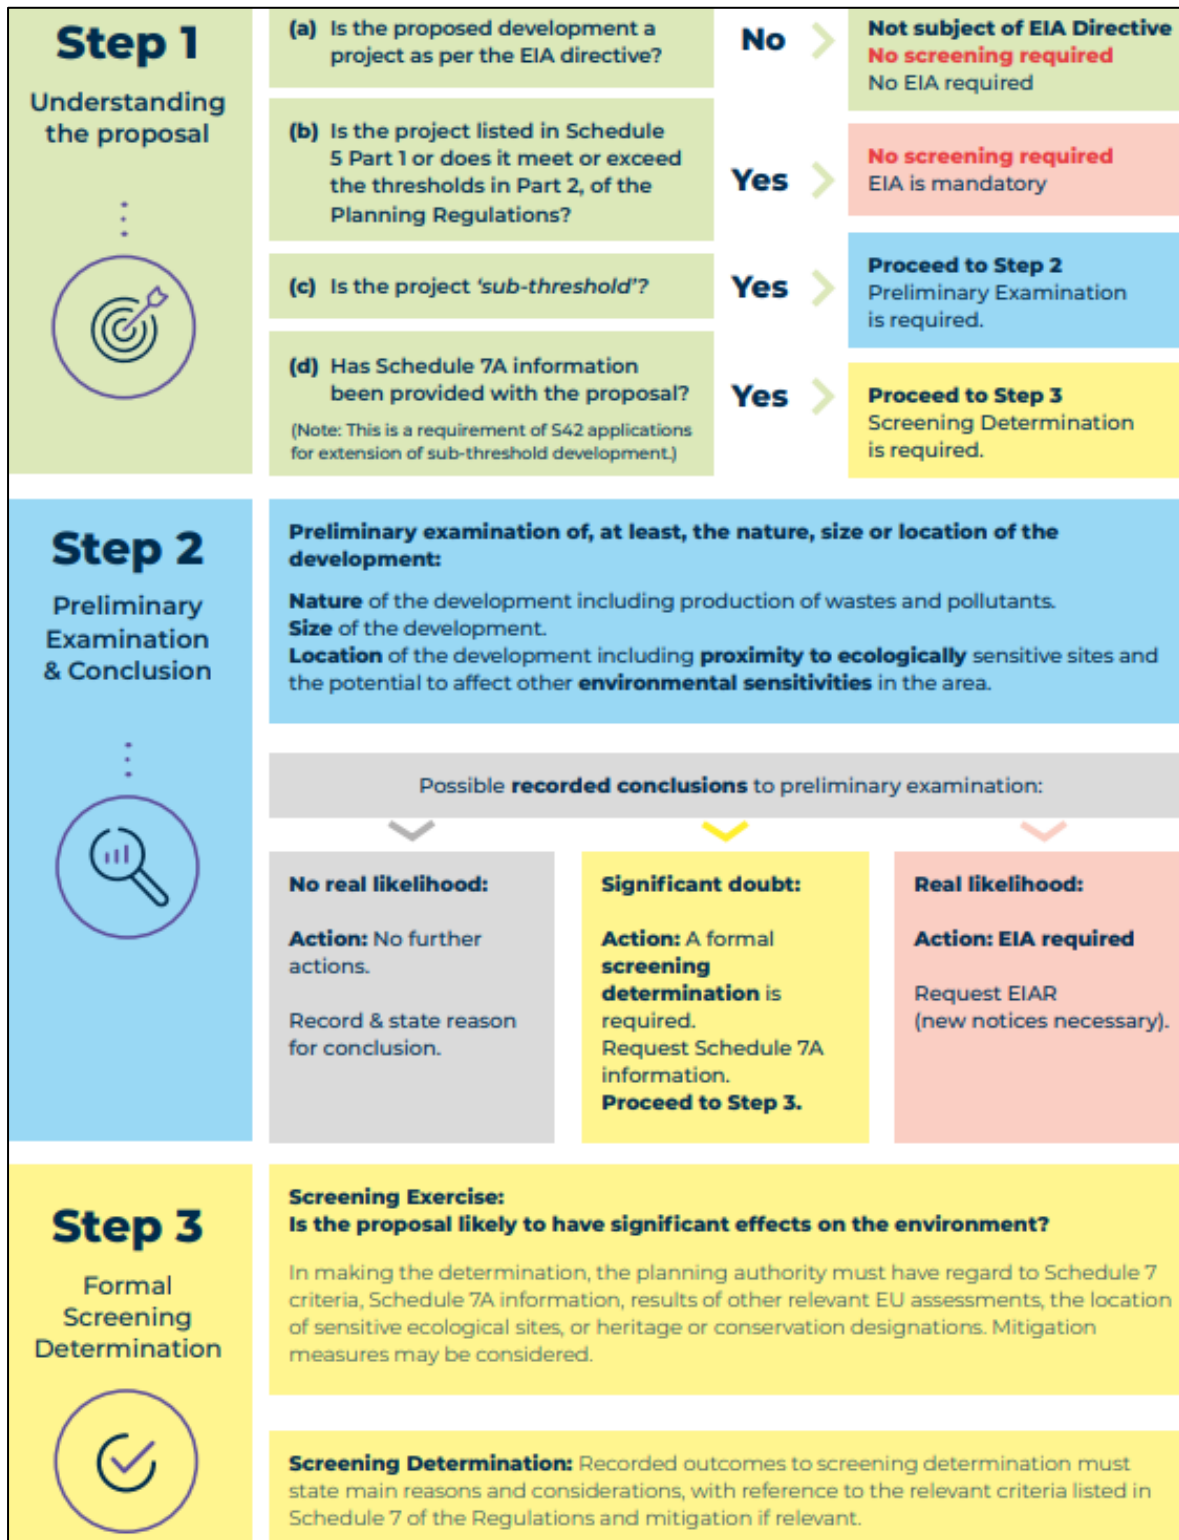 Step 1
Understanding
the proposal
(a) Is the proposed development a
project as per the EIA directive?
No
Not subject of EIA Directive
No screening required
No EIA required
(b) Is the project listed in Schedule
5 Part 1 or does it meet or exceed
the thresholds in Part 2, of the
Planning Regulations?
Yes
No screening required
EIA is mandatory
(c) Is the project ‘sub-threshold’?
Yes
Proceed to Step 2
Preliminary Examination
is required.
(d) Has Schedule 7A information
been provided with the proposal?
(Note: This is a requirement of S42 applications
for extension of sub-threshold development.)
Yes
Proceed to Step 3
Screening Determination
is required.
Step 2
Preliminary
Examination
& Conclusion
Preliminary examination of, at least, the nature, size or location of the
development:
Nature of the development including production of wastes and pollutants.
Size of the development.
Location of the development including proximity to ecologically sensitive sites and
the potential to affect other environmental sensitivities in the area.
Possible recorded conclusions to preliminary examination:
No real likelihood:
Action: No further
actions.
Record & state reason
for conclusion.
Significant doubt:
Action: A formal
screening
determination is
required.
Request Schedule 7A
information.
Proceed to Step 3.
Real likelihood:
Action: EIA required
Request EIAR
(new notices necessary).
Step 3
Formal
Screening
Determination
Screening Exercise:
Is the proposal likely to have significant effects on the environment?
In making the determination, the planning authority must have regard to Schedule 7
criteria, Schedule 7A information, results of other relevant EU assessments, the location
of sensitive ecological sites, or heritage or conservation designations. Mitigation
measures may be considered.
Screening Determination: Recorded outcomes to screening determination must
state main reasons and considerations, with reference to the relevant criteria listed in
Schedule 7 of the Regulations and mitigation if relevant.